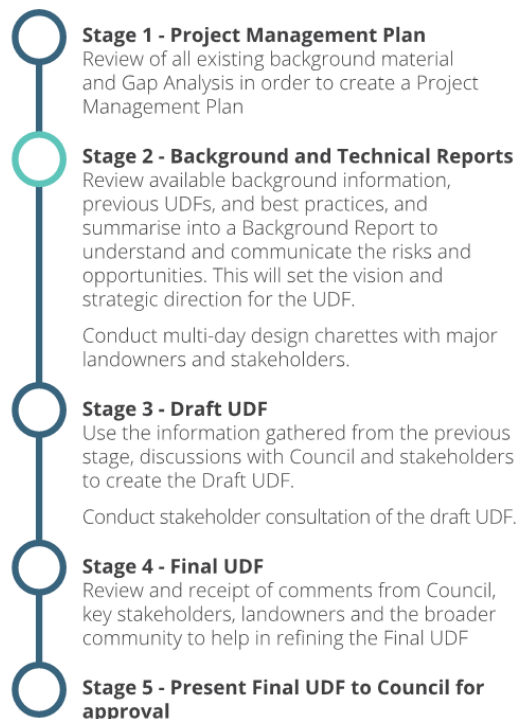 Stage 1 - Project Management Plan
Review of all existing background material
and Gap Analysis in order to create a Project
Management Plan
Stage 2 - Background and Technical Reports
Review available background information,
previous UDFs, and best practices, and
summarise into a Background Report to
understand and communicate the risks and
opportunities. This will set the vision and
strategic direction for the UDF.
Conduct multi-day design charettes with major
landowners and stakeholders.
Stage 3 - Draft UDF
Use the information gathered from the previous
stage, discussions with Council and stakeholders
to create the Draft UDF.
Conduct stakeholder consultation of the draft UDF.
Stage 4 - Final UDF
Review and receipt of comments from Council,
key stakeholders, landowners and the broader
community to help in refining the Final UDF
Stage 5 - Present Final UDF to Council for
approval